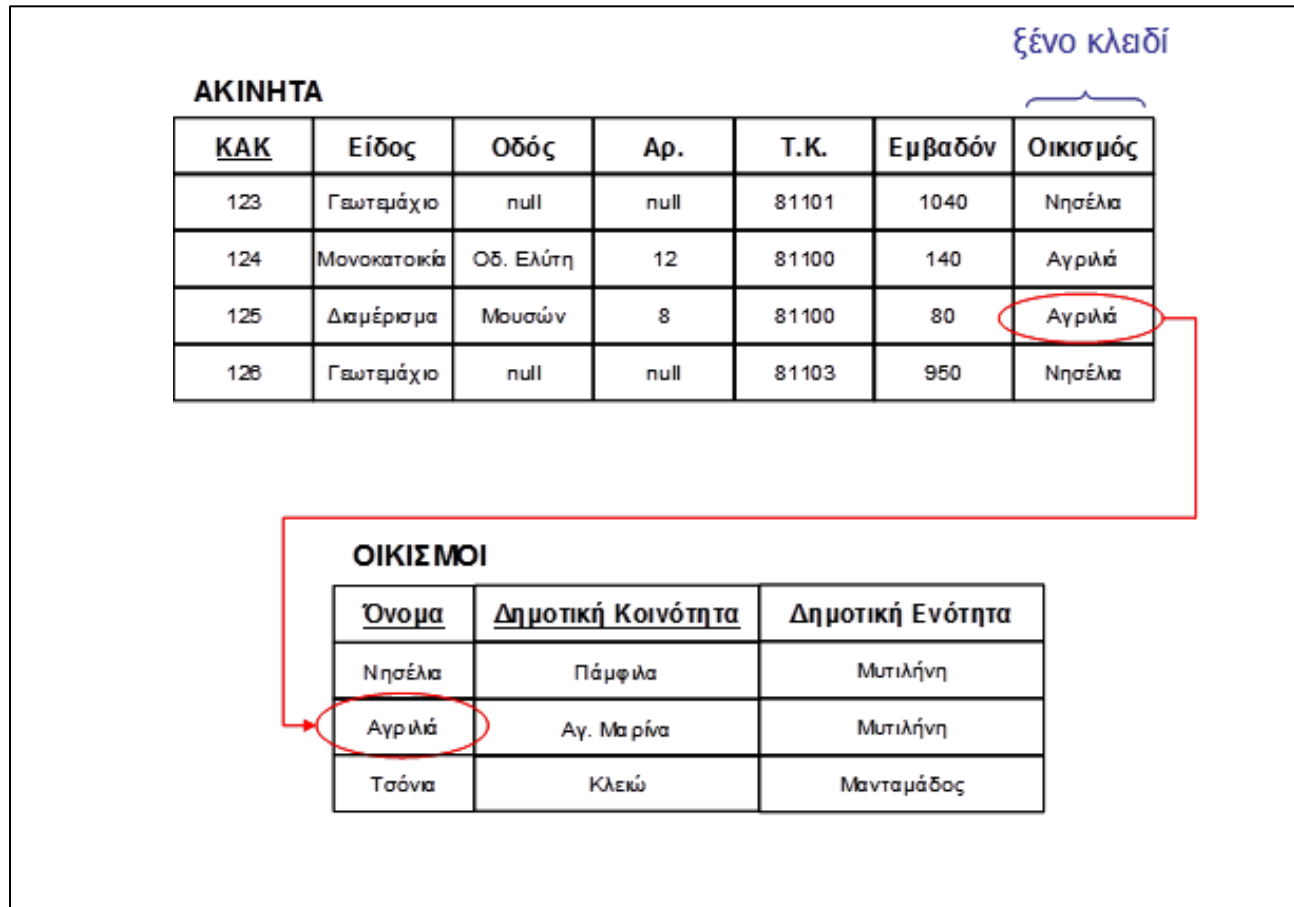 ξένο κλειδί
ΑΚΙΝΗΤΑ
ΚΑΚ Είδος Οδός Αρ. Τ.Κ. Εμβαδόν Οικισμός
123 Γεωτεμάχιο null null 81101 1040 Νησέλια
124 Μονοκατοικία Οδ. Ελύτη 12 81100 140 Αγριλιά
125 Διαμέρισμα Μουσών 8 81100 80 Αγριλιά
126 Γεωτεμάχιο null null 81103 950 Νησέλια
ΟΙΚΙΣΜΟΙ
Όνομα Δημοτική Κοινότητα Δημοτική Ενότητα
Νησέλια Πάμφιλα Μυτιλήνη
Αγριλιά Αγ. Μαρίνα Μυτιλήνη
Τσόνια Κλειώ Μανταμάδος